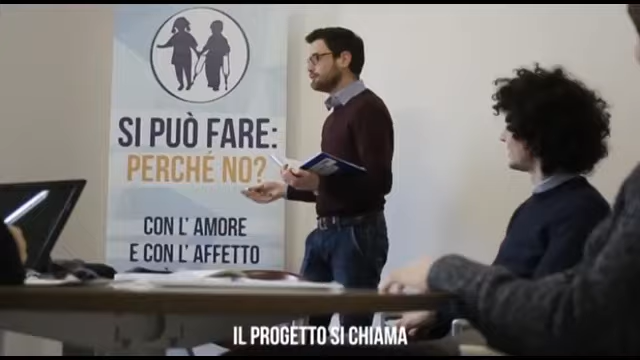 SI PUÒ FARE:
PERCHÉ NO?
CON L' AMORE
E CON L' AFFETTO
IL PROGETTO SI CHIAMA